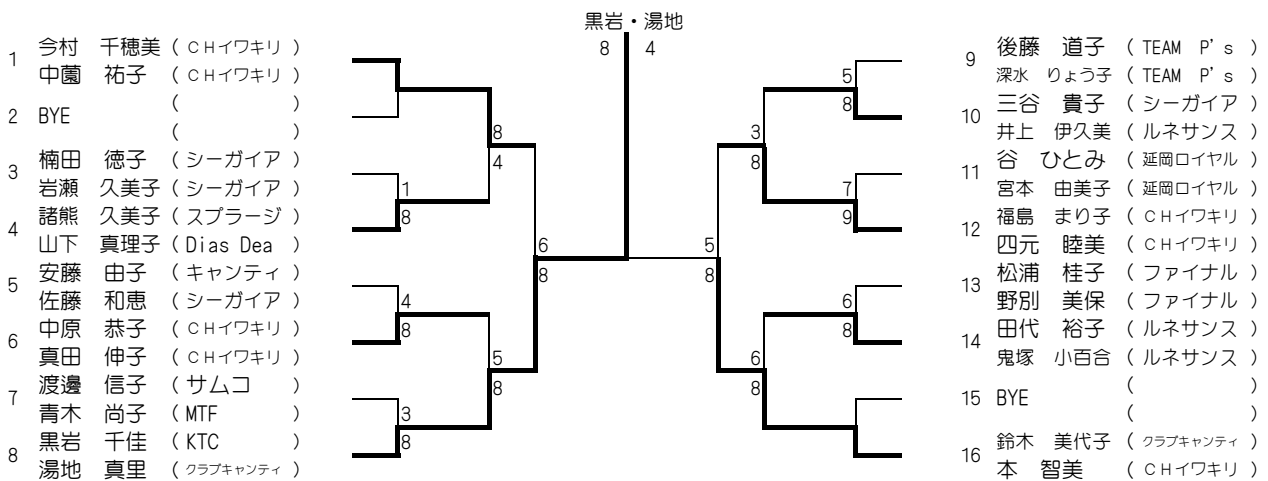 黒岩・湯地
8 4
1 今村 千穂美 ( CHイワキリ )
中薗 祐子 ( CHイワキリ )
2 BYE ( )
( )
3 楠田 徳子 ( シーガイア )
岩瀬 久美子 ( シーガイア )
4 諸熊 久美子 ( スプラージ )
山下 真理子 ( Dias Dea )
5 安藤 由子 ( キャンティ )
佐藤 和恵 ( シーガイア )
6 中原 恭子 ( CHイワキリ )
真田 伸子 ( CHイワキリ )
7 渡邊 信子 ( サムコ )
青木 尚子 ( MTF )
8 黒岩 千佳 ( KTC )
湯地 真里 ( クラブキャンティ )
8
4
1
8
6
8
4
8
5
8
3
8
9 後藤 道子 ( TEAM P's )
深水 りょう子 ( TEAM P's )
10 三谷 貴子 ( シーガイア )
井上 伊久美 ( ルネサンス )
11 谷 ひとみ ( 延岡ロイヤル )
宮本 由美子 ( 延岡ロイヤル )
12 福島 まり子 ( CHイワキリ )
四元 睦美 ( CHイワキリ )
13 松浦 桂子 ( ファイナル )
野別 美保 ( ファイナル )
14 田代 裕子 ( ルネサンス )
鬼塚 小百合 ( ルネサンス )
15 BYE ( )
( )
16 鈴木 美代子 ( クラブキャンティ )
本 智美 ( CHイワキリ )
5
8
3
8
7
9
5
8
6
8
6
8